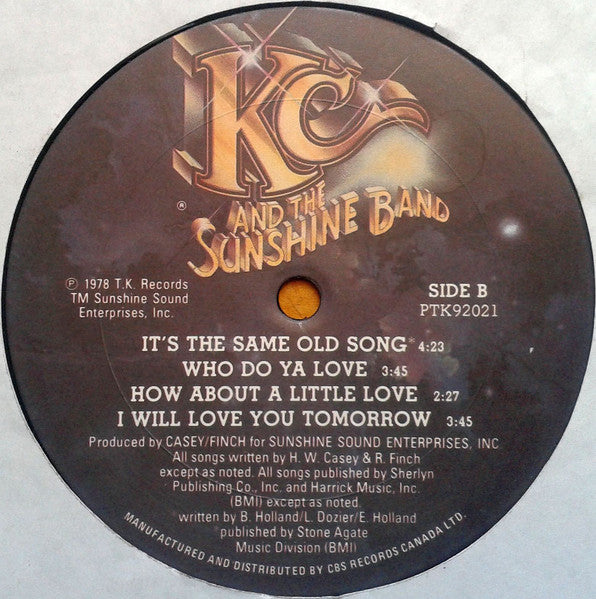 KC
AND THE
SUNSHINE BAND
®
℗ 1978 T.K. Records
TM Sunshine Sound
Enterprises, Inc.
SIDE B
PTK92021
IT'S THE SAME OLD SONG* 4:23
WHO DO YA LOVE 3:45
HOW ABOUT A LITTLE LOVE 2:27
I WILL LOVE YOU TOMORROW 3:45
Produced by CASEY/FINCH for SUNSHINE SOUND ENTERPRISES, INC
All songs written by H. W. Casey & R. Finch
except as noted. All songs published by Sherlyn
Publishing Co., Inc. and Harrick Music, Inc.
(BMI) except as noted.
written by B. Holland/L. Dozier/E. Holland
*published by Stone Agate
Music Division (BMI)
MANUFACTURED AND DISTRIBUTED BY CBS RECORDS CANADA LTD.